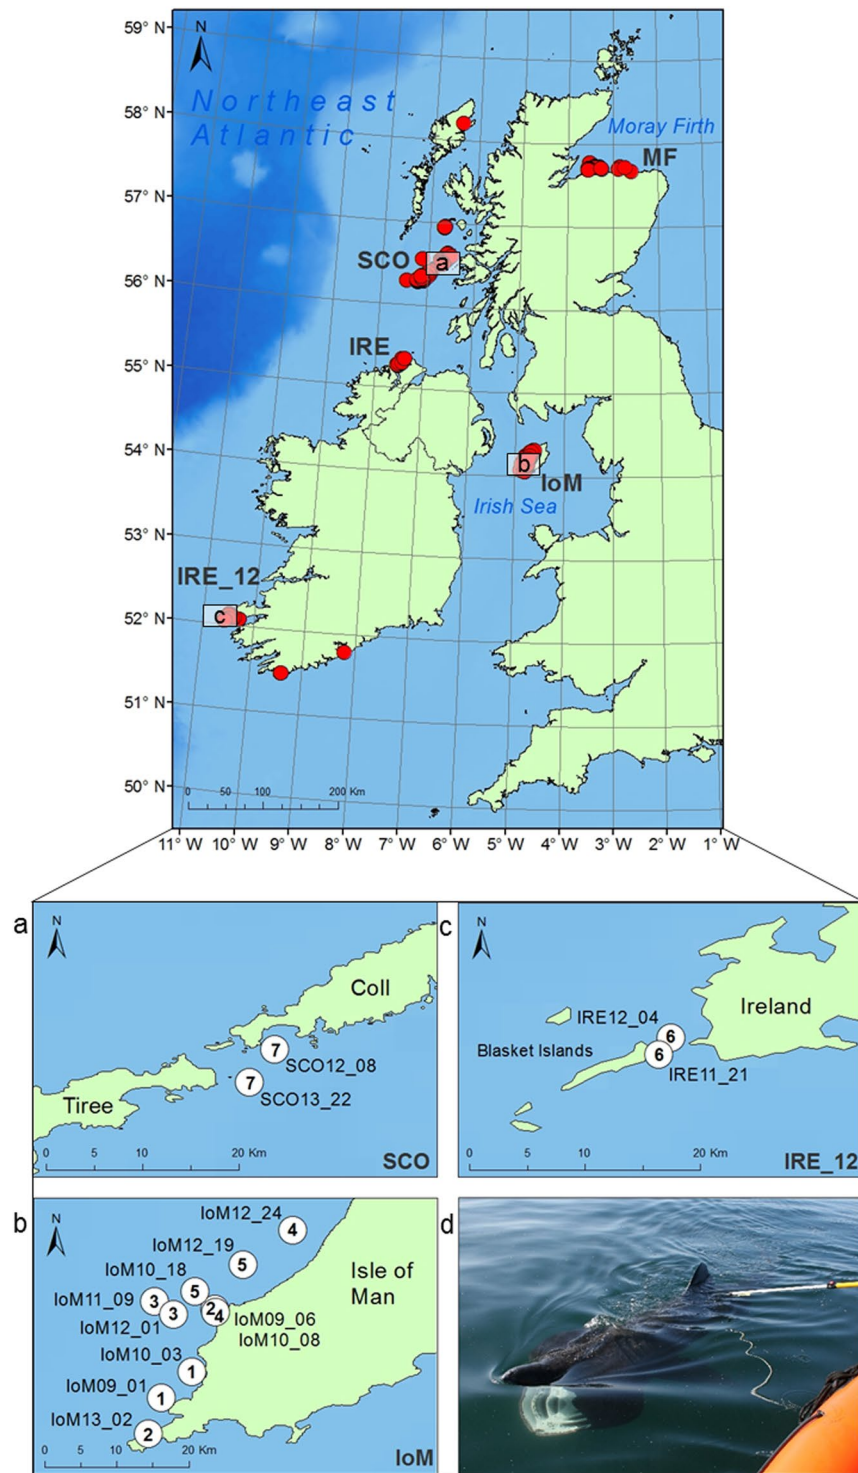 59° N
N
58° N
Northeast
Atlantic
Moray Firth
MF
57° N
SCO
a
56° N
IRE
55° N
54° N
b
IoM
Irish Sea
53° N
IRE_12
c
52° N
51° N
50° N
0 50 100 200 Km
11° W 10° W 9° W 8° W 7° W 6° W 5° W 4° W 3° W 2° W 1° W
a
N
Coll
7
SCO12_08
7
SCO13_22
Tiree
0 5 10 20 Km
SCO
c
N
Ireland
IRE12_04
6
Blasket Islands
6
IRE11_21
0 5 10 20 Km
IRE_12
b
N
IoM12_24
4
IoM12_19
5
Isle of
Man
IoM10_18
5
IoM11_09
3
3
2
4
IoM12_01
IoM09_06
IoM10_08
IoM10_03
1
IoM09_01
1
IoM13_02
2
0 5 10 20 Km
IoM
d